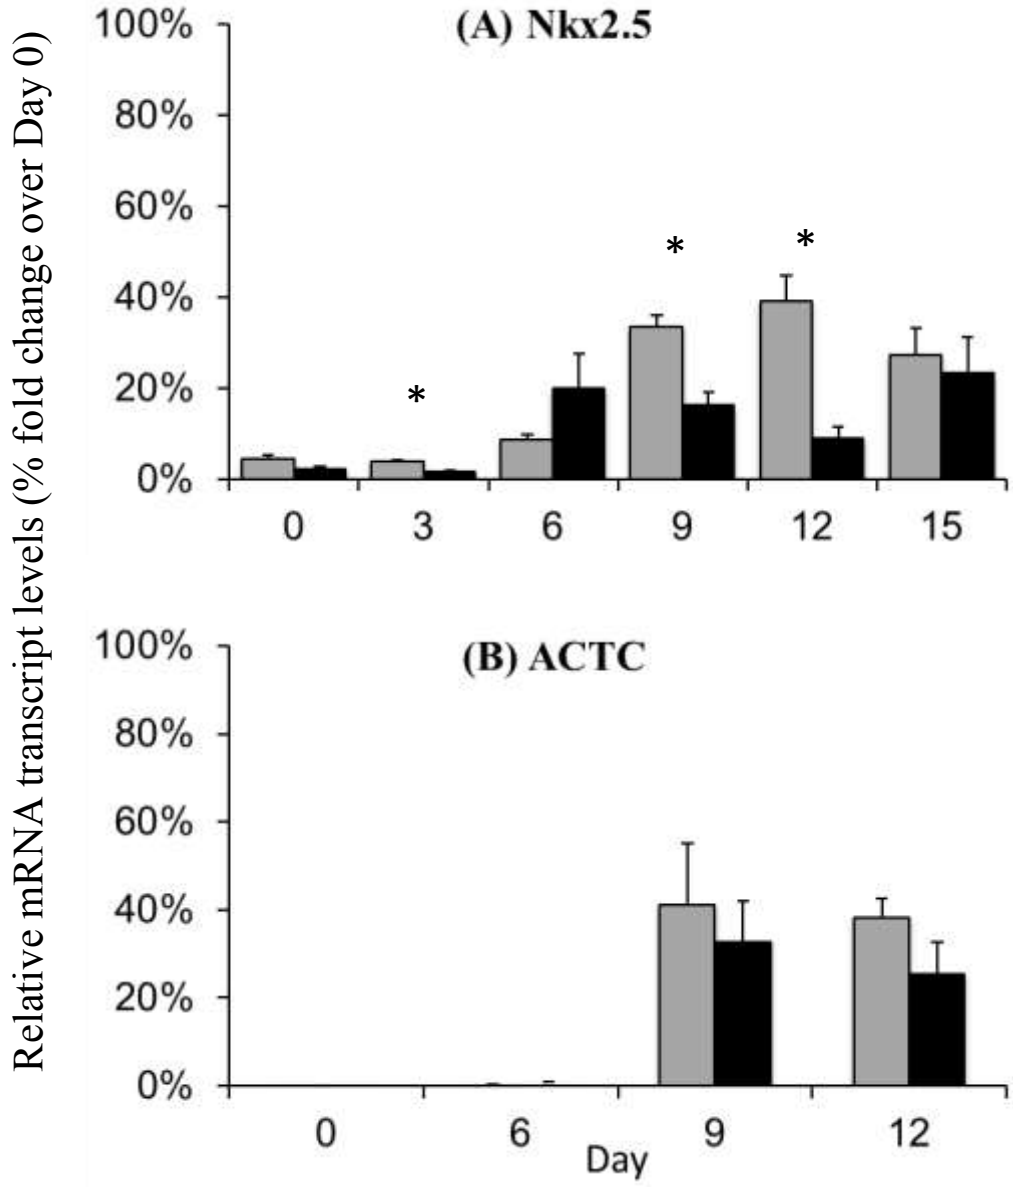 Relative mRNA transcript levels (% fold change over Day 0)
(A) Nkx2.5
100%
80%
60%
40%
20%
0%
* * *
0 3 6 9 12 15
(B) ACTC
100%
80%
60%
40%
20%
0%
0 6 9 12
Day